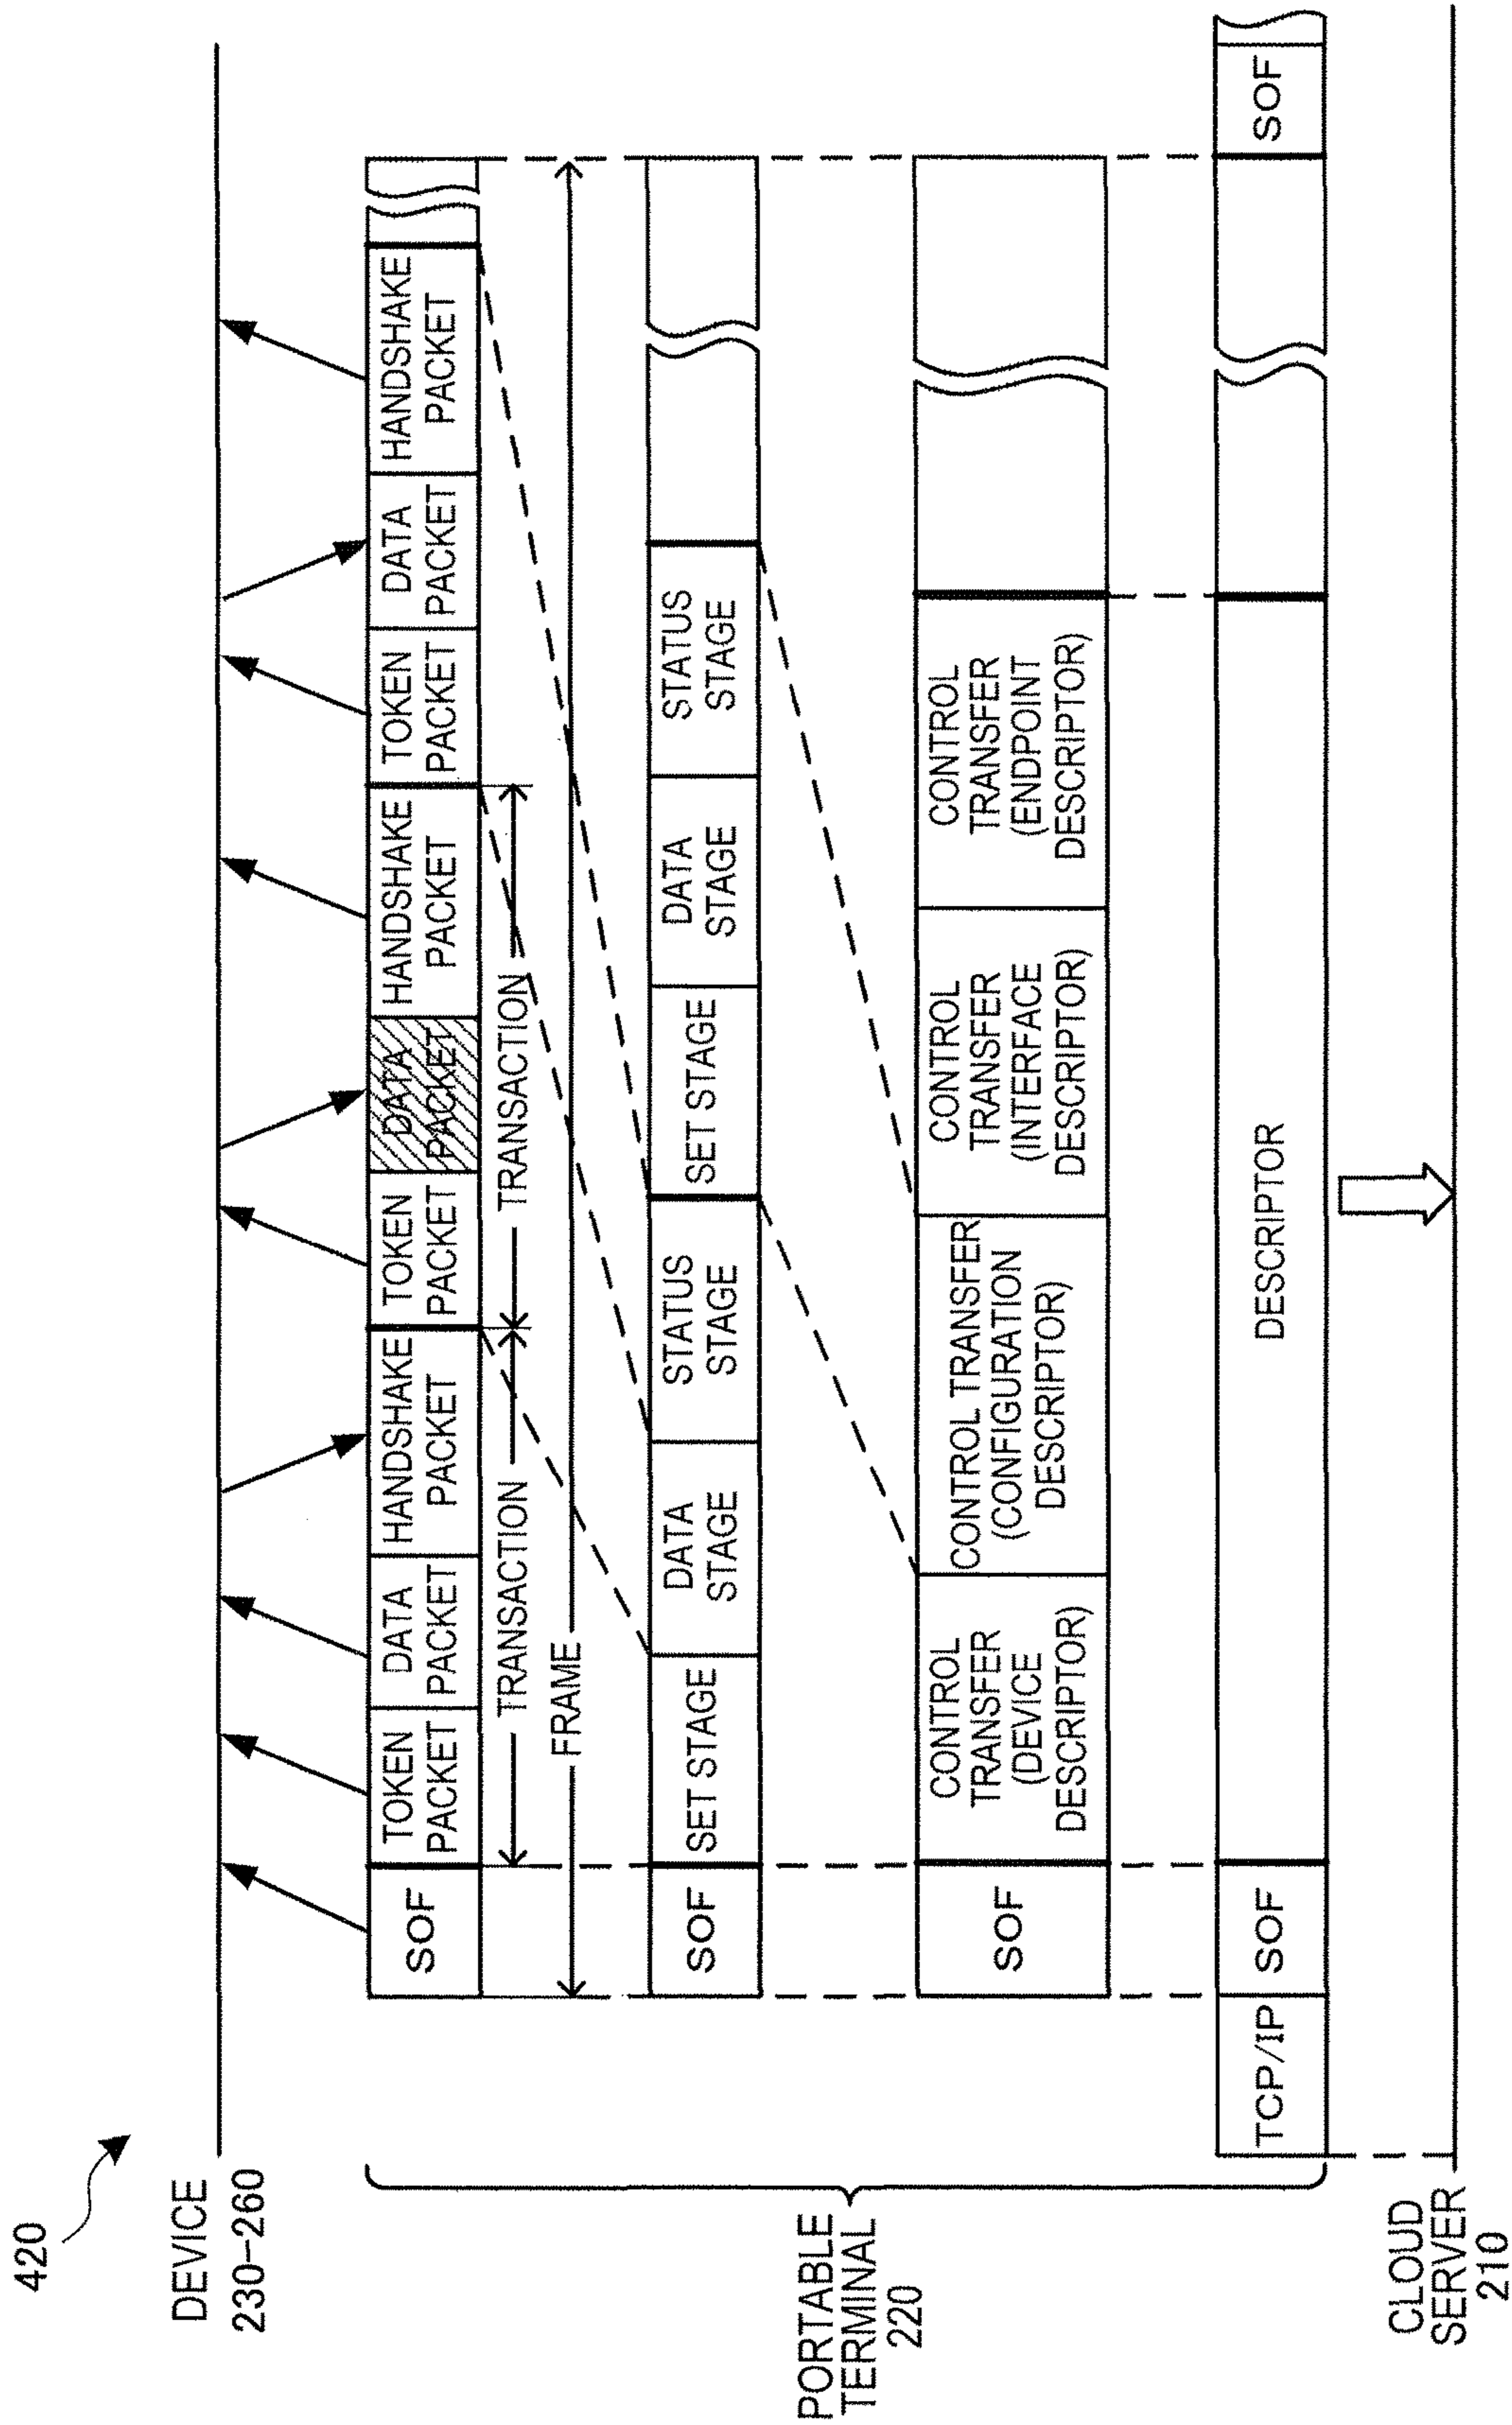 420
DEVICE
230-260
SOF
TOKEN
PACKET
DATA
PACKET
HANDSHAKE
PACKET
TOKEN
PACKET
DATA
PACKET
HANDSHAKE
PACKET
TOKEN
PACKET
DATA
PACKET
HANDSHAKE
PACKET
TRANSACTION
TRANSACTION
FRAME
PORTABLE
TERMINAL
220
SOF
SET STAGE
DATA
STAGE
STATUS
STAGE
SET STAGE
DATA
STAGE
STATUS
STAGE
SOF
CONTROL
TRANSFER
(DEVICE
DESCRIPTOR)
CONTROL TRANSFER
(CONFIGURATION
DESCRIPTOR)
CONTROL
TRANSFER
(INTERFACE
DESCRIPTOR)
CONTROL
TRANSFER
(ENDPOINT
DESCRIPTOR)
TCP/IP
SOF
DESCRIPTOR
SOF
CLOUD
SERVER
210